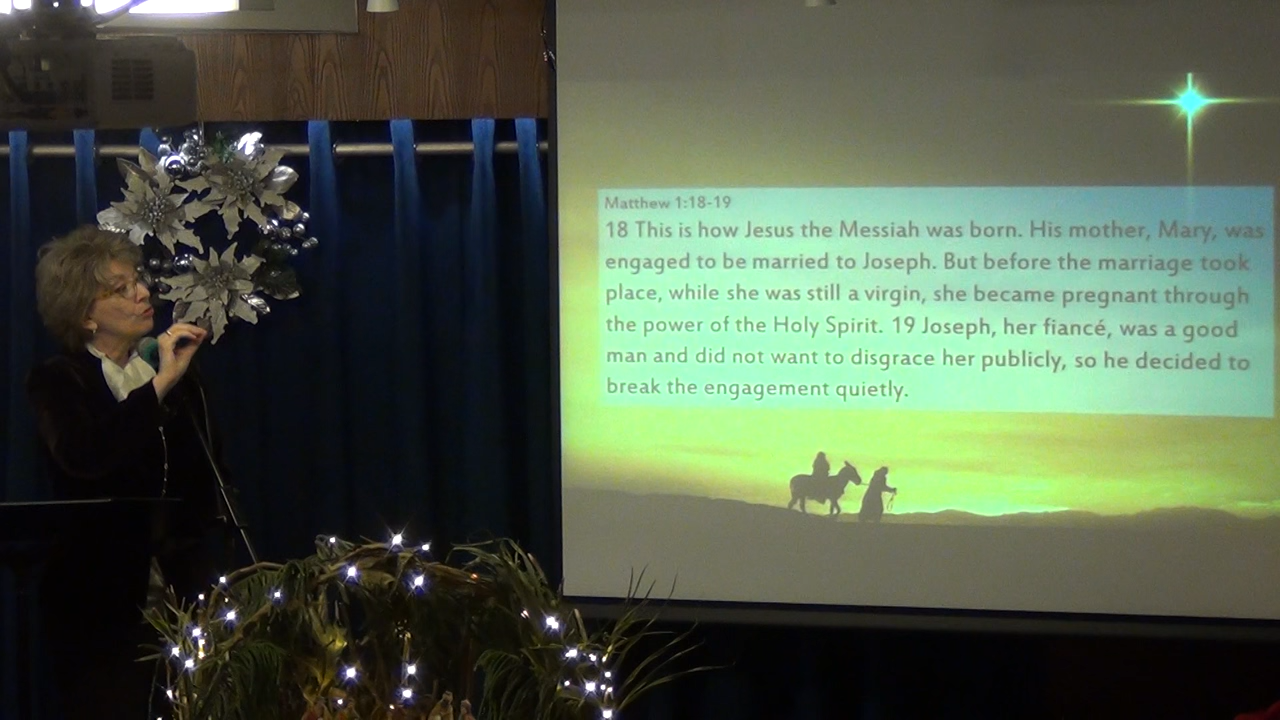 Matthew 1:18-19
18 This is how Jesus the Messiah was born. His mother, Mary, was
engaged to be married to Joseph. But before the marriage took
place, while she was still a virgin, she became pregnant through
the power of the Holy Spirit. 19 Joseph, her fiancé, was a good
man and did not want to disgrace her publicly, so he decided to
break the engagement quietly.